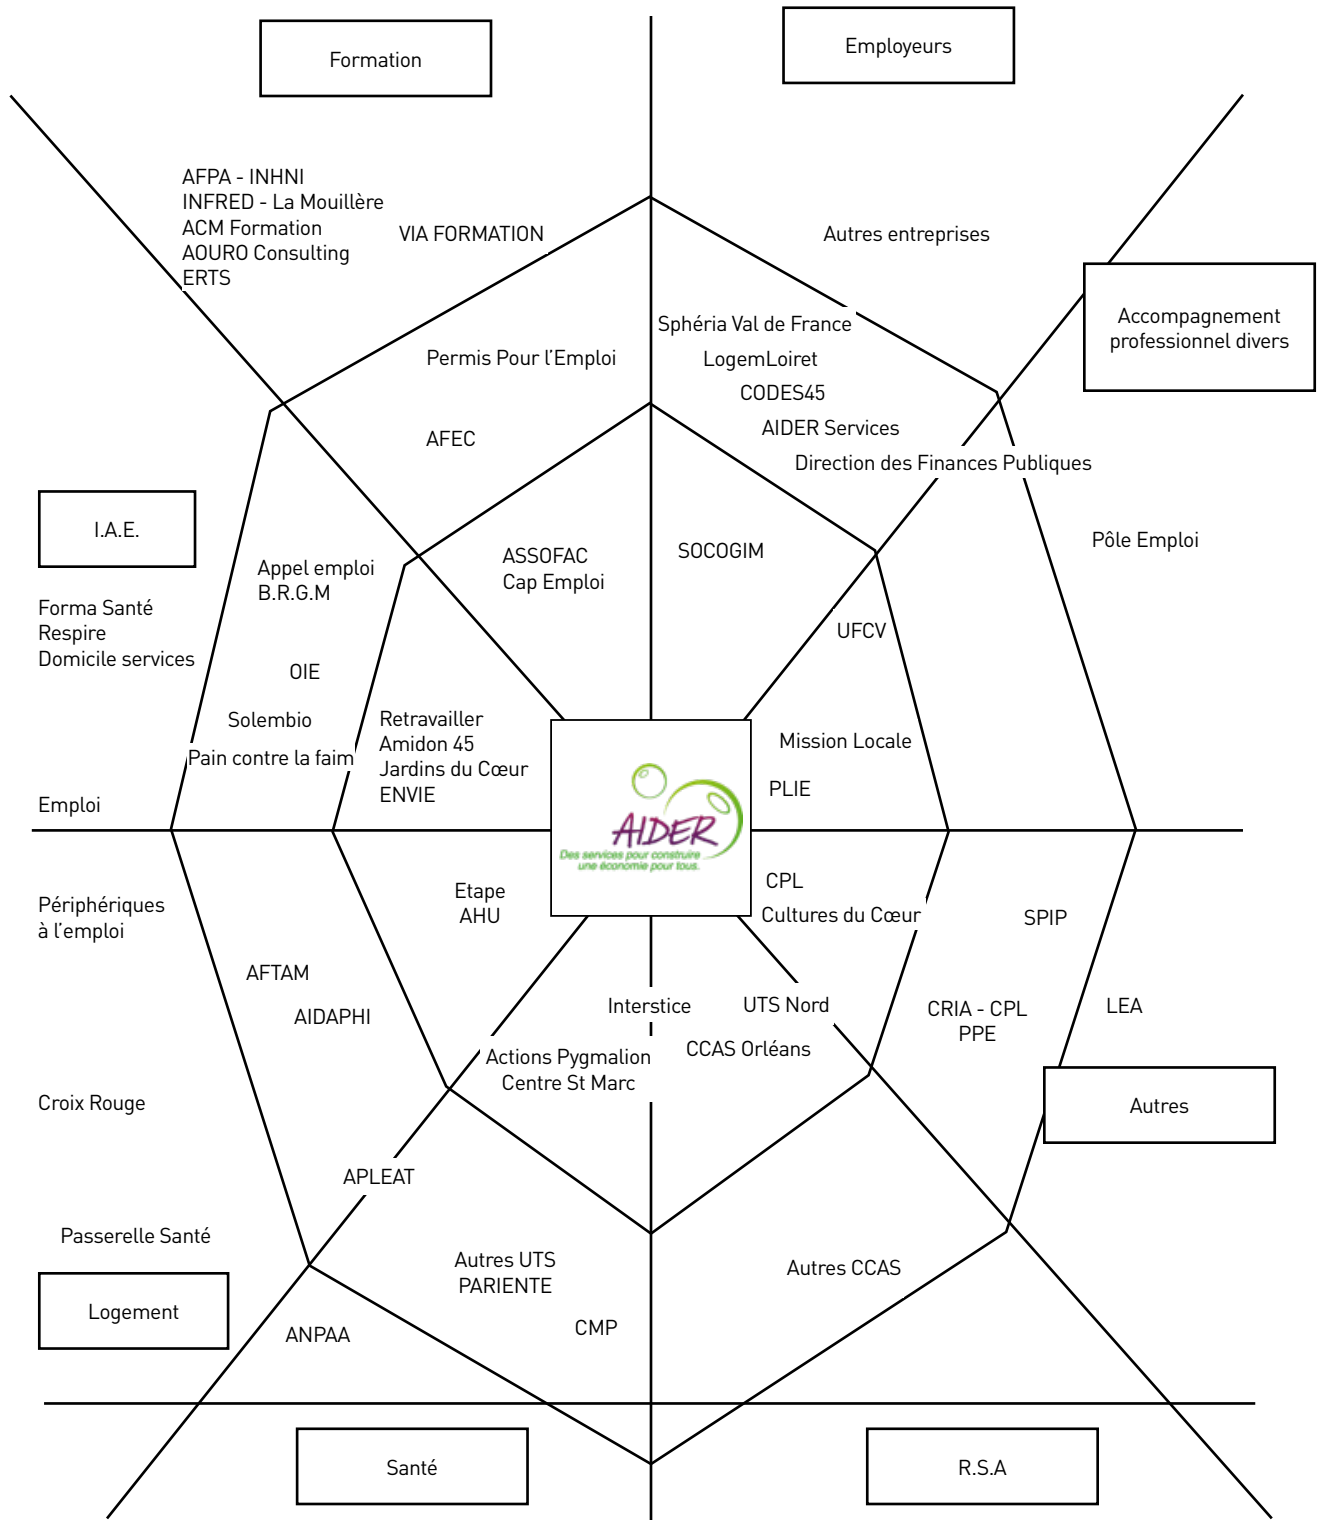 Formation
Employeurs
AFPA - INHNI
INFRED - La Mouillère
ACM Formation
AOURO Consulting
ERTS
VIA FORMATION
Autres entreprises
Accompagnement
professionnel divers
Sphéria Val de France
Permis Pour l'Emploi
LogemLoiret
CODES45
AFEC
AIDER Services
Direction des Finances Publiques
I.A.E.
Pôle Emploi
ASSOFAC
Cap Emploi
SOCOGIM
Appel emploi
B.R.G.M
Forma Santé
Respire
Domicile services
UFCV
OIE
Solembio
Pain contre la faim
Retravailler
Amidon 45
Jardins du Cœur
ENVIE
Mission Locale
PLIE
Emploi
AIDER
Des services pour construire
une économie pour tous.
Périphériques
à l'emploi
Etape
AHU
CPL
Cultures du Cœur
SPIP
AFTAM
AIDAPHI
Interstice
UTS Nord
CRIA - CPL
PPE
LEA
Actions Pygmalion
Centre St Marc
CCAS Orléans
Croix Rouge
Autres
APLEAT
Passerelle Santé
Autres UTS
PARIENTE
Autres CCAS
Logement
ANPAA
CMP
Santé
R.S.A